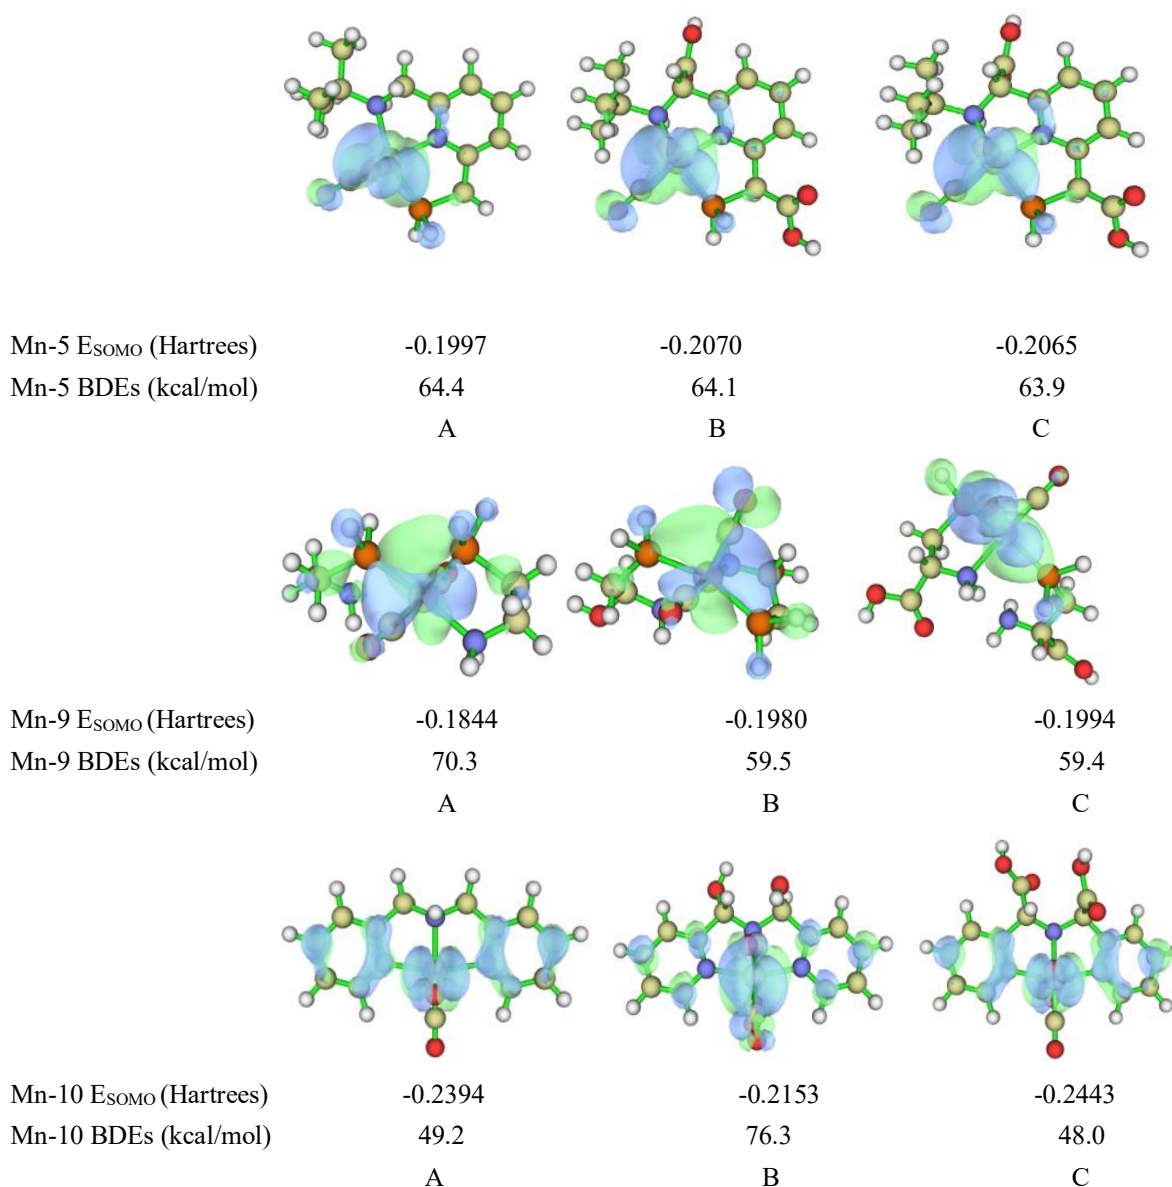 Mn-5 ESOMO (Hartrees) -0.1997 -0.2070 -0.2065
Mn-5 BDEs (kcal/mol) 64.4 64.1 63.9
A B C
Mn-9 ESOMO (Hartrees) -0.1844 -0.1980 -0.1994
Mn-9 BDEs (kcal/mol) 70.3 59.5 59.4
A B C
Mn-10 ESOMO (Hartrees) -0.2394 -0.2153 -0.2443
Mn-10 BDEs (kcal/mol) 49.2 76.3 48.0
A B C